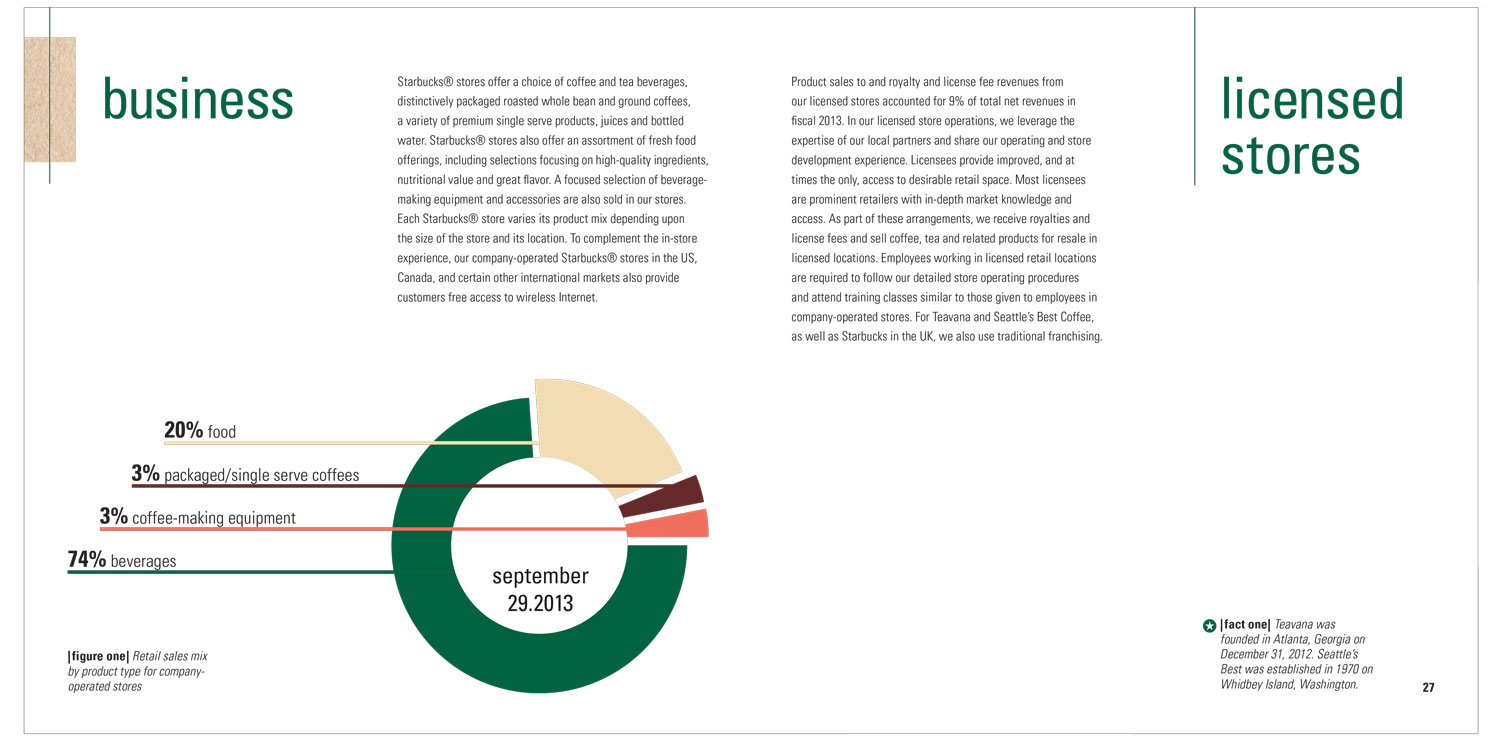 business
Starbucks® stores offer a choice of coffee and tea beverages,
distinctively packaged roasted whole bean and ground coffees,
a variety of premium single serve products, juices and bottled
water. Starbucks® stores also offer an assortment of fresh food
offerings, including selections focusing on high-quality ingredients,
nutritional value and great flavor. A focused selection of beverage-
making equipment and accessories are also sold in our stores.
Each Starbucks® store varies its product mix depending upon
the size of the store and its location. To complement the in-store
experience, our company-operated Starbucks® stores in the US,
Canada, and certain other international markets also provide
customers free access to wireless Internet.
20% food
3% packaged/single serve coffees
3% coffee-making equipment
74% beverages
september
29.2013
|figure one| Retail sales mix
by product type for company-
operated stores
Product sales to and royalty and license fee revenues from
our licensed stores accounted for 9% of total net revenues in
fiscal 2013. In our licensed store operations, we leverage the
expertise of our local partners and share our operating and store
development experience. Licensees provide improved, and at
times the only, access to desirable retail space. Most licensees
are prominent retailers with in-depth market knowledge and
access. As part of these arrangements, we receive royalties and
license fees and sell coffee, tea and related products for resale in
licensed locations. Employees working in licensed retail locations
are required to follow our detailed store operating procedures
and attend training classes similar to those given to employees in
company-operated stores. For Teavana and Seattle's Best Coffee,
as well as Starbucks in the UK, we also use traditional franchising.
licensed
stores
|fact one| Teavana was
founded in Atlanta, Georgia on
December 31, 2012. Seattle's
Best was established in 1970 on
Whidbey Island, Washington.
27